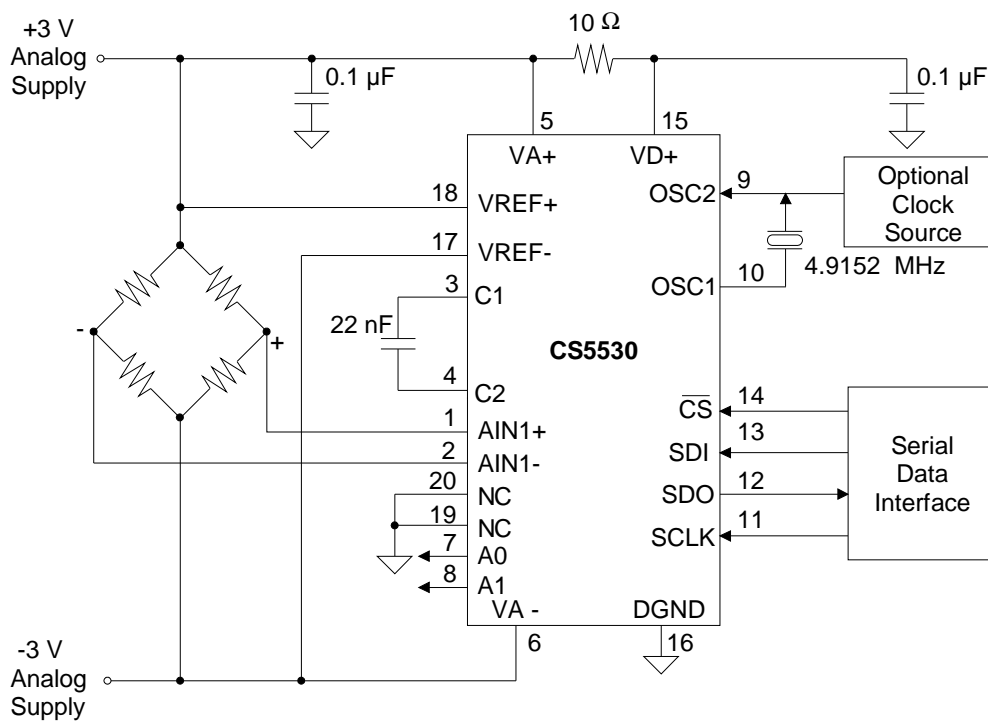 +3 V
Analog
Supply
10 Ω
0.1 µF
0.1 µF
5
15
VA+
VD+
18
VREF+
17
VREF-
3
C1
22 nF
4
C2
1
AIN1+
2
AIN1-
20
NC
19
NC
7
A0
8
A1
VA -
6
DGND
16
CS5530
OSC2
9
Optional
Clock
Source
4.9152 MHz
OSC1
10
CS
14
SDI
13
SDO
12
SCLK
11
Serial
Data
Interface
-
+
-3 V
Analog
Supply